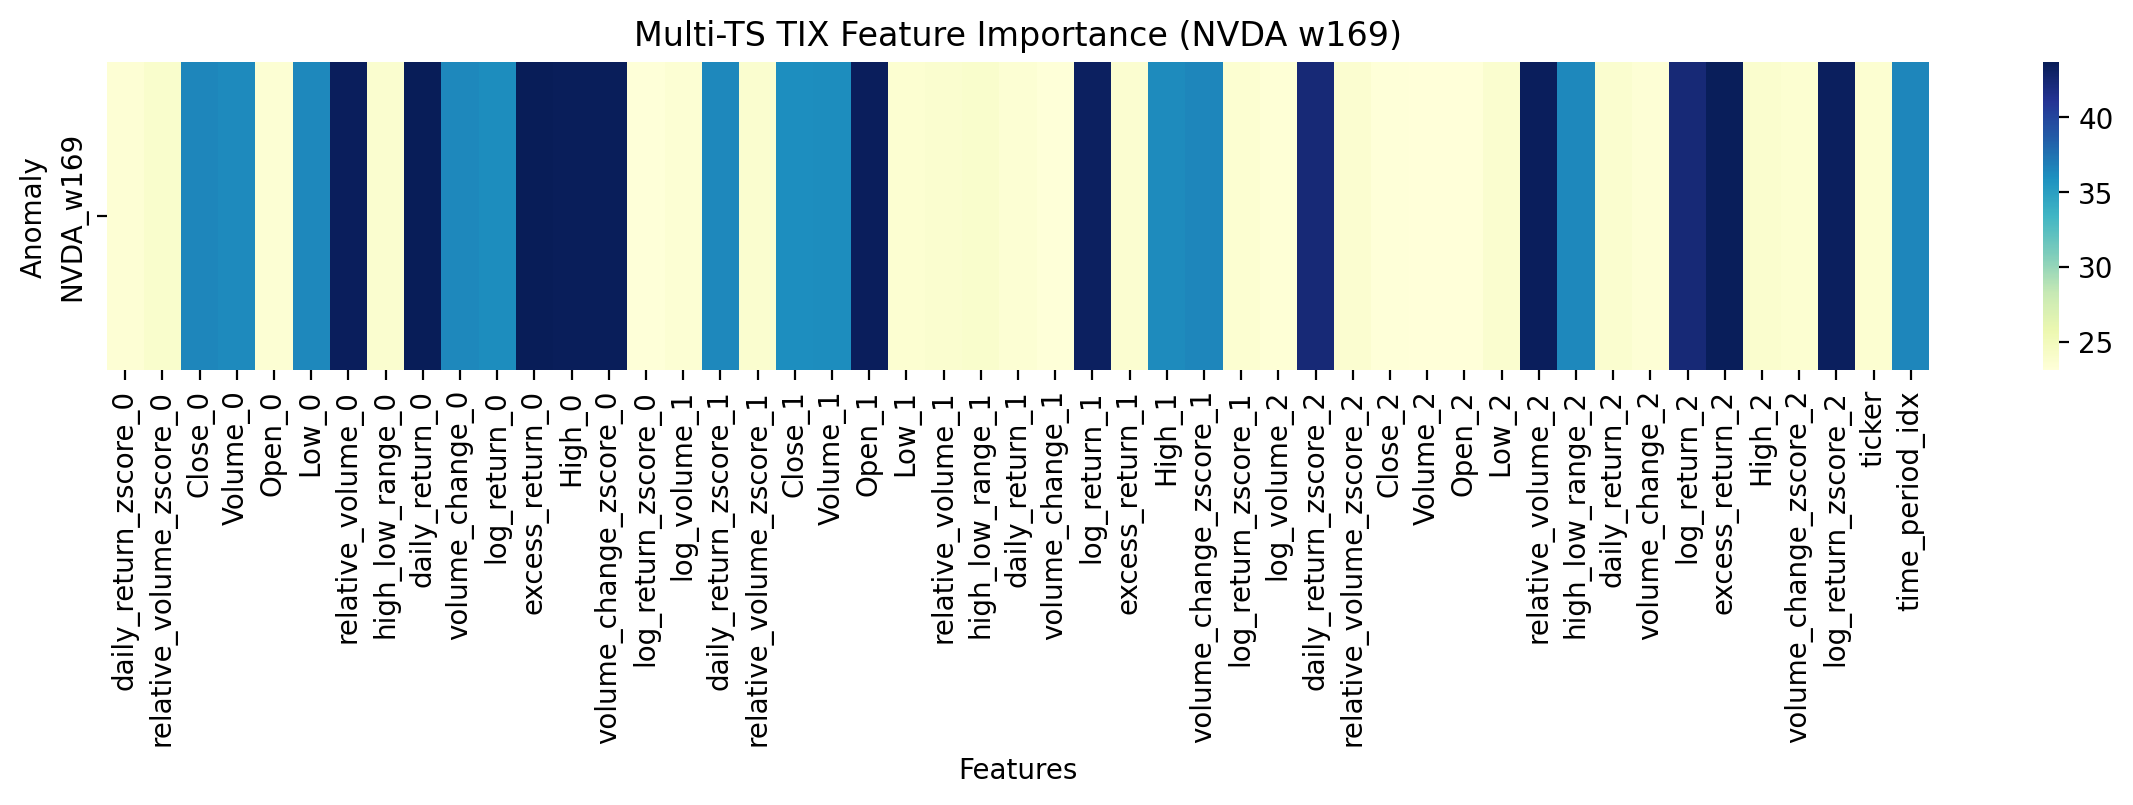 Multi-TS TIX Feature Importance (NVDA w169)
Anomaly
NVDA_w169
daily_return_zscore_0
relative_volume_zscore_0
Close_0
Volume_0
Open_0
Low_0
relative_volume_0
high_low_range_0
daily_return_0
volume_change_0
log_return_0
excess_return_0
High_0
volume_change_zscore_0
log_return_zscore_0
log_volume_1
daily_return_zscore_1
relative_volume_zscore_1
Close_1
Volume_1
Open_1
Low_1
relative_volume_1
high_low_range_1
daily_return_1
volume_change_1
log_return_1
excess_return_1
High_1
volume_change_zscore_1
log_return_zscore_1
log_volume_2
daily_return_zscore_2
relative_volume_zscore_2
Close_2
Volume_2
Open_2
Low_2
relative_volume_2
high_low_range_2
daily_return_2
volume_change_2
log_return_2
excess_return_2
High_2
volume_change_zscore_2
log_return_zscore_2
ticker
time_period_idx
Features
40
35
30
25